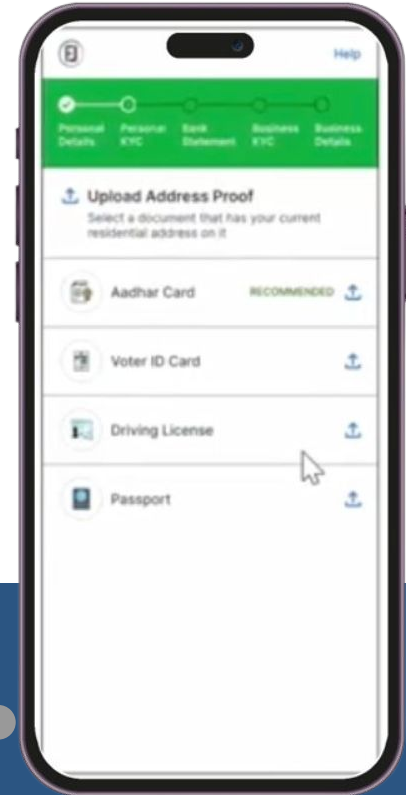 Help
Personal Personal Bank Business Business
Details KYC Statement KYC Details
Upload Address Proof
Select a document that has your current
residential address on it
Aadhar Card RECOMMENDED
Voter ID Card
Driving License
Passport